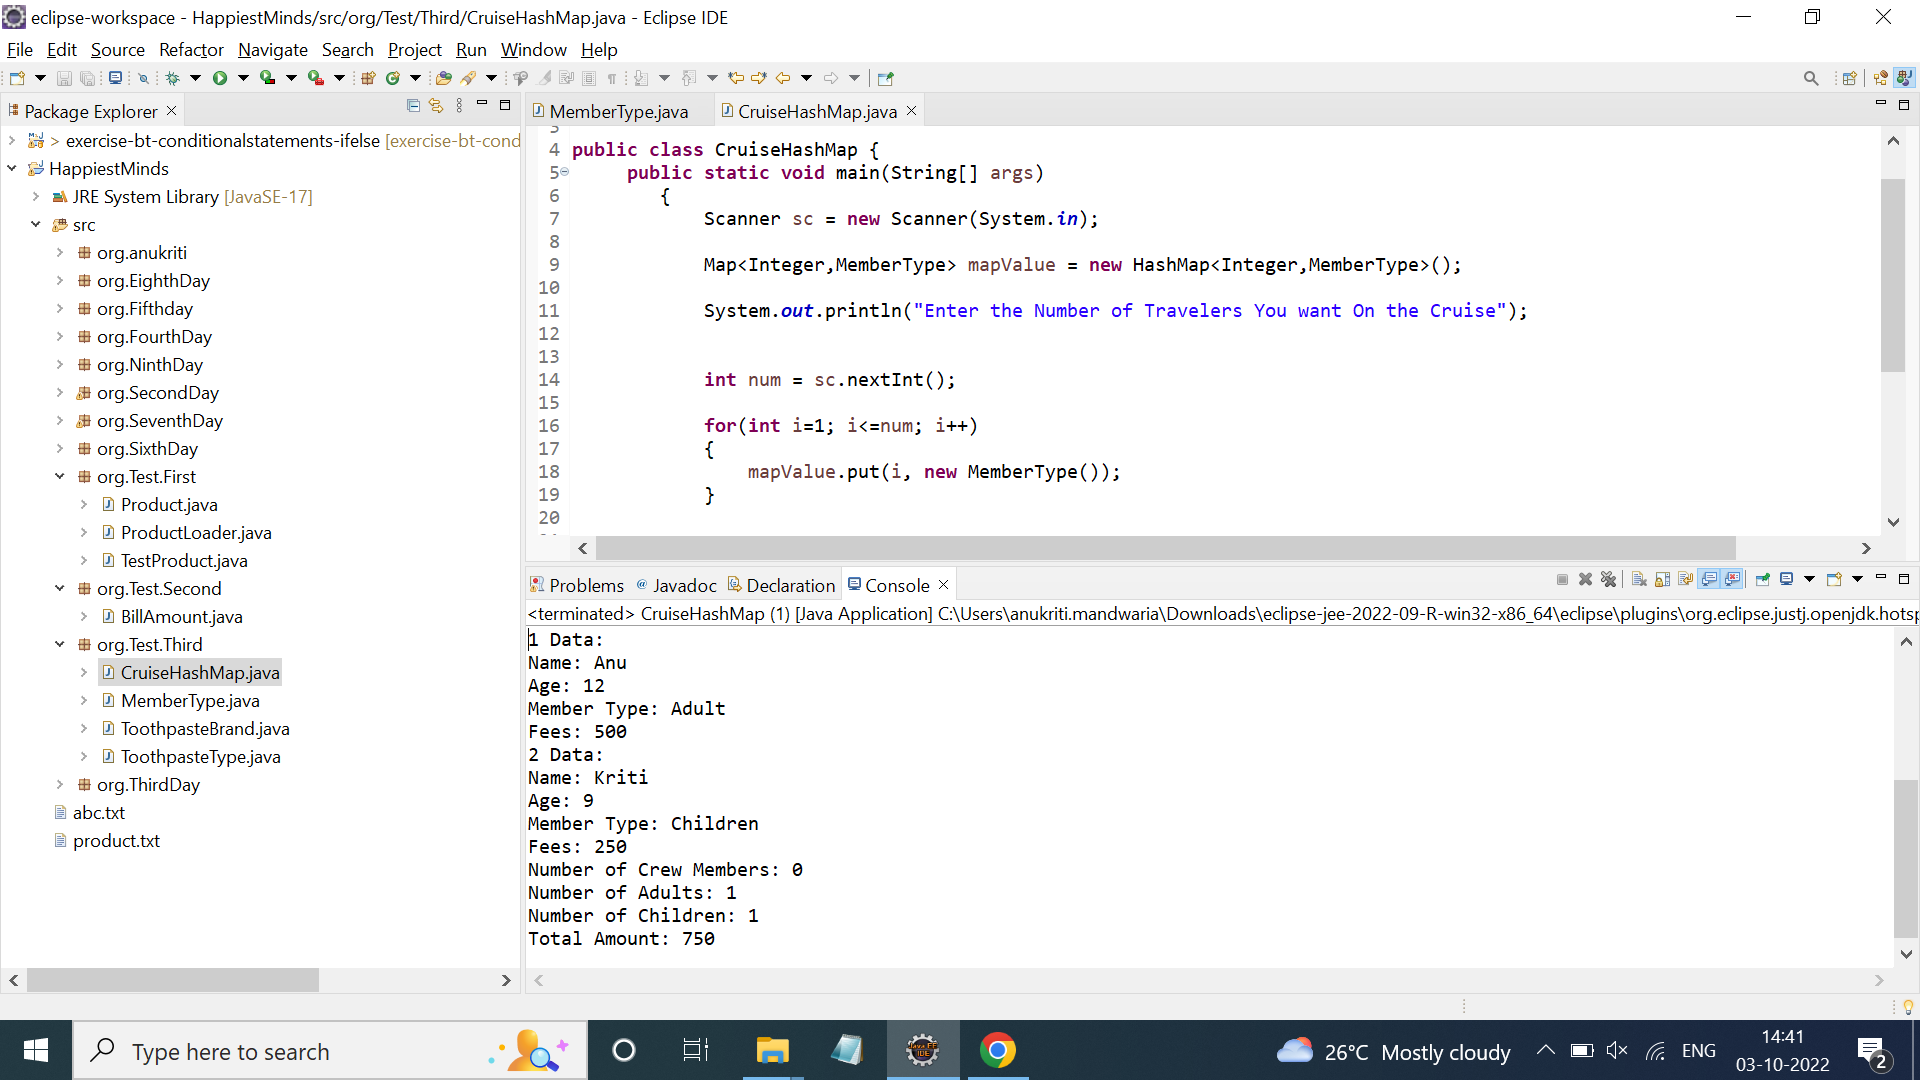 eclipse-workspace - HappiestMinds/src/org/Test/Third/CruiseHashMap.java - Eclipse IDE
File Edit Source Refactor Navigate Search Project Run Window Help
Package Explorer
> exercise-bt-conditionalstatements-ifelse [exercise-bt-cond
HappiestMinds
JRE System Library [JavaSE-17]
src
org.anukriti
org.EighthDay
org.Fifthday
org.FourthDay
org.NinthDay
org.SecondDay
org.SeventhDay
org.SixthDay
org.Test.First
Product.java
ProductLoader.java
TestProduct.java
org.Test.Second
BillAmount.java
org.Test.Third
CruiseHashMap.java
MemberType.java
ToothpasteBrand.java
ToothpasteType.java
org.ThirdDay
abc.txt
product.txt
MemberType.java CruiseHashMap.java
3
4 public class CruiseHashMap {
5 public static void main(String[] args)
6 {
7 Scanner sc = new Scanner(System.in);
8
9 Map<Integer,MemberType> mapValue = new HashMap<Integer,MemberType>();
10
11 System.out.println("Enter the Number of Travelers You want On the Cruise");
12
13
14 int num = sc.nextInt();
15
16 for(int i=1; i<=num; i++)
17 {
18 mapValue.put(i, new MemberType());
19 }
20
Problems Javadoc Declaration Console
<terminated> CruiseHashMap (1) [Java Application] C:\Users\anukriti.mandwaria\Downloads\eclipse-jee-2022-09-R-win32-x86_64\eclipse\plugins\org.eclipse.justj.openjdk.hotsp
1 Data:
Name: Anu
Age: 12
Member Type: Adult
Fees: 500
2 Data:
Name: Kriti
Age: 9
Member Type: Children
Fees: 250
Number of Crew Members: 0
Number of Adults: 1
Number of Children: 1
Total Amount: 750
Type here to search
Java EE
IDE
26°C Mostly cloudy
ENG
14:41
03-10-2022
2